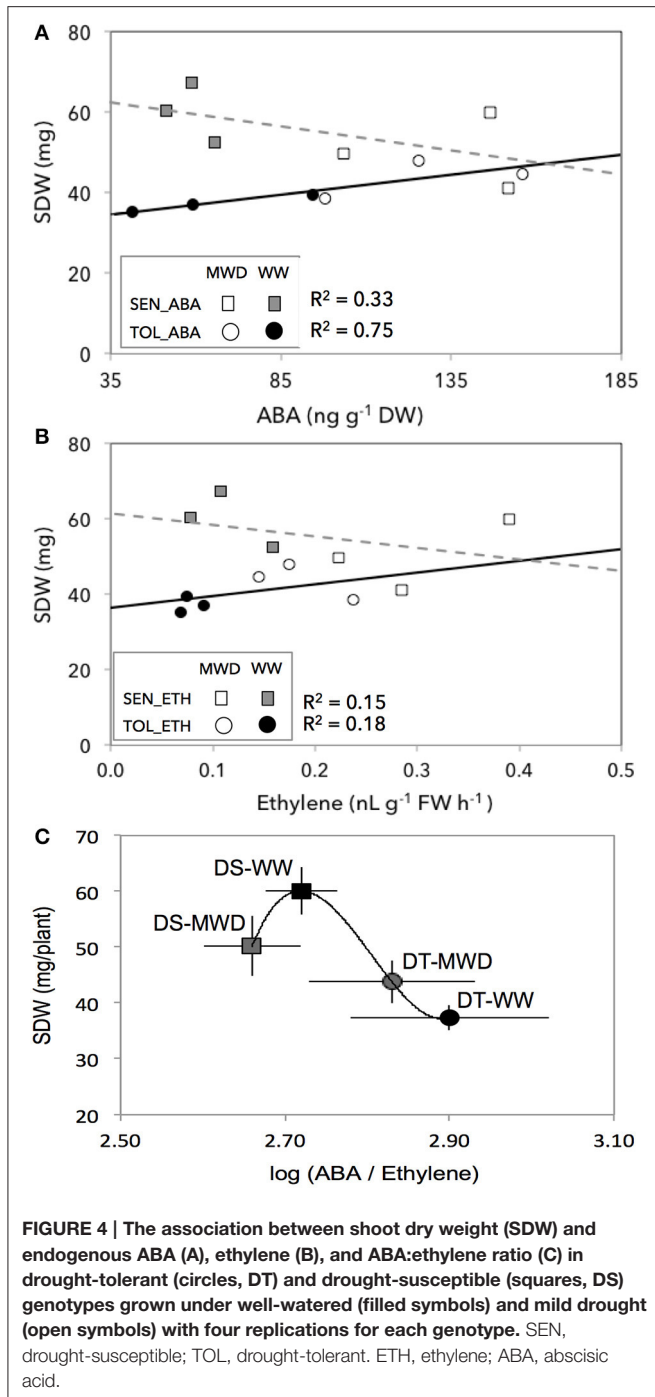 A
80
60
40
20
0
SDW (mg)
MWD WW
SEN_ABA R² = 0.33
TOL_ABA R² = 0.75
35 85 135 185
ABA (ng g⁻¹ DW)
B
80
60
40
20
0
SDW (mg)
MWD WW
SEN_ETH R² = 0.15
TOL_ETH R² = 0.18
0.0 0.1 0.2 0.3 0.4 0.5
Ethylene (nL g⁻¹ FW h⁻¹)
C
70
60
50
40
30
20
SDW (mg/plant)
DS-WW
DS-MWD
DT-MWD
DT-WW
2.50 2.70 2.90 3.10
log (ABA / Ethylene)
FIGURE 4 | The association between shoot dry weight (SDW) and
endogenous ABA (A), ethylene (B), and ABA:ethylene ratio (C) in
drought-tolerant (circles, DT) and drought-susceptible (squares, DS)
genotypes grown under well-watered (filled symbols) and mild drought
(open symbols) with four replications for each genotype. SEN,
drought-susceptible; TOL, drought-tolerant. ETH, ethylene; ABA, abscisic
acid.